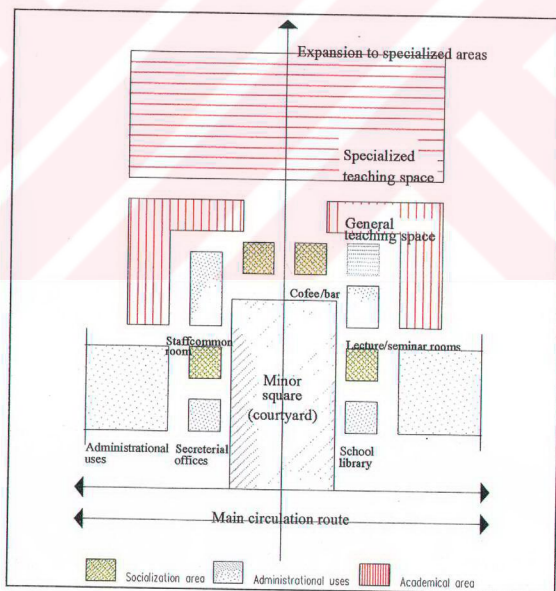 Expansion to specialized areas
Specialized
teaching space
General
teaching space
Cofee/bar
Staffcommon
room
Lecture/seminar rooms
Minor
square
(courtyard)
Administrational
uses
Secreterial
offices
School
library
Main circulation route
Socialization area
Administrational uses
Academical area